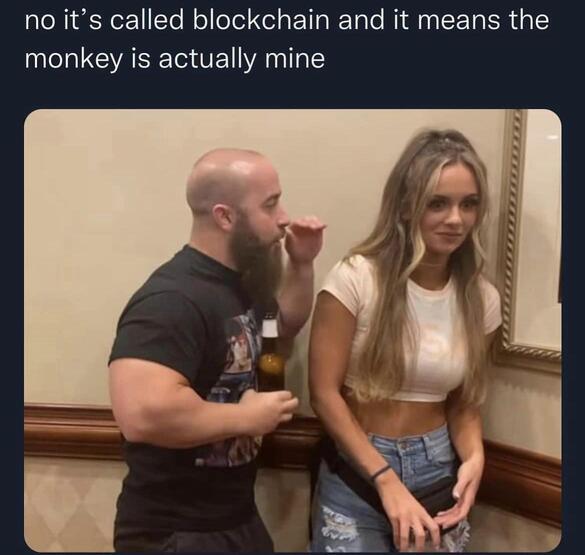 no it’s called blockchain and it means the
monkey is actually mine